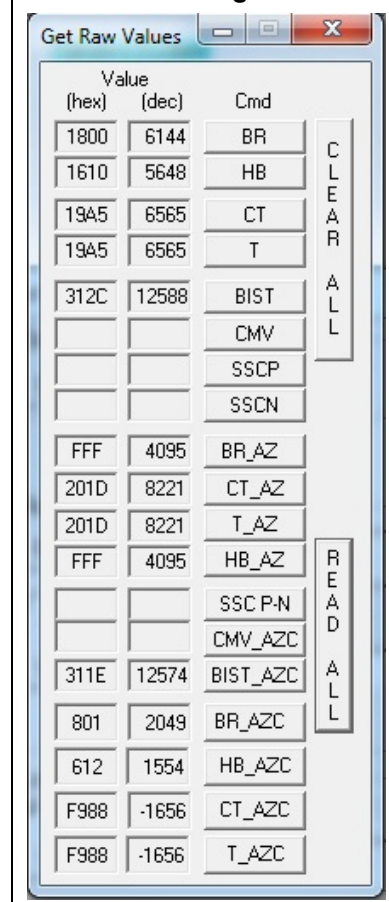 Get Raw Values
Value
(hex) (dec) Cmd
1800 6144 BR
1610 5648 HB
19A5 6565 CT
19A5 6565 T
312C 12588 BIST
CMV
SSCP
SSCN
CLEAR ALL
FFF 4095 BR_AZ
201D 8221 CT_AZ
201D 8221 T_AZ
FFF 4095 HB_AZ
SSC P-N
CMV_AZC
311E 12574 BIST_AZC
801 2049 BR_AZC
612 1554 HB_AZC
F988 -1656 CT_AZC
F988 -1656 T_AZC
READ ALL